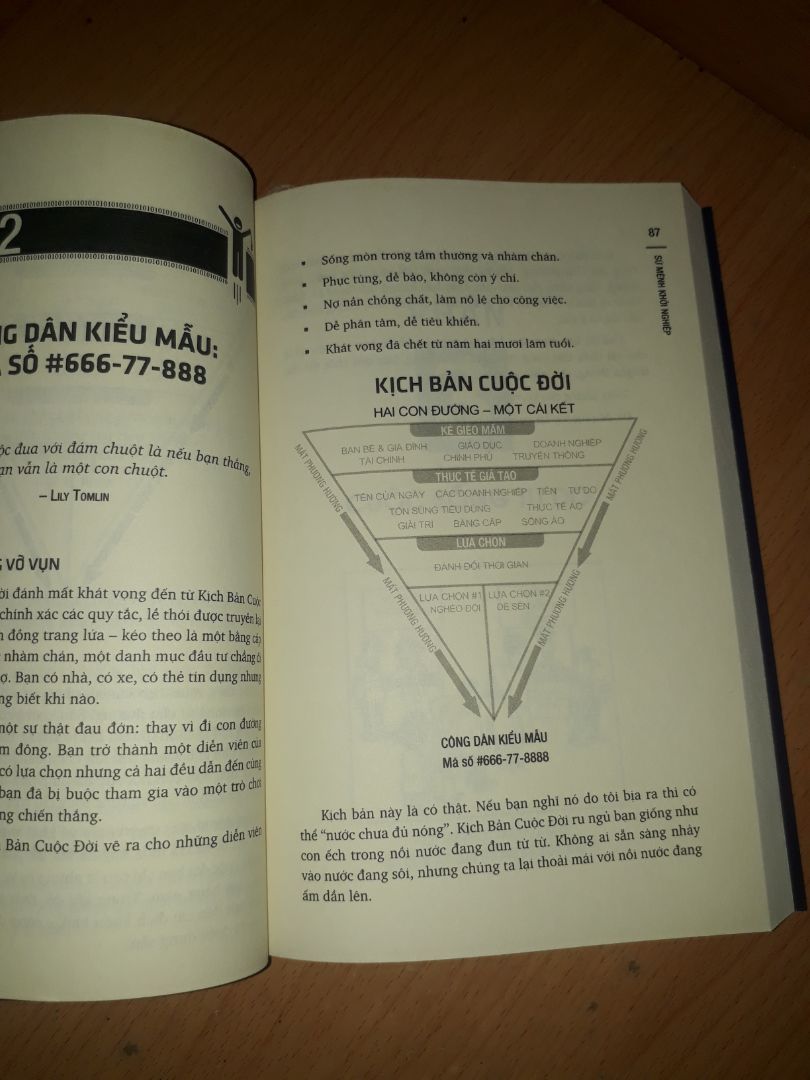 2
NG DÂN KIỂU MẪU:
SỐ #666-77-888
ộc đua với đám chuột là nếu bạn thắng,
ạn vẫn là một con chuột.
– LILY TOMLIN
VỠ VỤN
ời đánh mất khát vọng đến từ Kịch Bản Cuộc
chính xác các quy tắc, lề thói được truyền
đồng trang lứa – kéo theo là một bằng cấp
nhàm chán, một danh mục đầu tư chẳng
ợ. Bạn có nhà, có xe, có thẻ tín dụng nhưng
ng biết khi nào.
một sự thật đau đớn: thay vì đi con đường
m đông. Bạn trở thành một diễn viên của
có lựa chọn nhưng cả hai đều dẫn đến cùng
bạn đã bị buộc tham gia vào một trò chơi
ng chiến thắng.
Bản Cuộc Đời vẽ ra cho những diễn viên
87
SỨ MỆNH KHỞI NGHIỆP
▪ Sống mòn trong tầm thường và nhàm chán.
▪ Phục tùng, dễ bảo, không còn ý chí.
▪ Nợ nần chồng chất, làm nô lệ cho công việc.
▪ Dễ phân tâm, dễ tiêu khiển.
▪ Khát vọng đã chết từ năm hai mươi lăm tuổi.
KỊCH BẢN CUỘC ĐỜI
HAI CON ĐƯỜNG – MỘT CÁI KẾT
KẺ GIEO MẦM
BẠN BÈ & GIA ĐÌNH GIÁO DỤC DOANH NGHIỆP
TÀI CHÍNH CHÍNH PHỦ TRUYỀN THÔNG
THỰC TẾ GIẢ TẠO
TÊN CỦA NGÀY CÁC DOANH NGHIỆP TIỀN TỰ DO
TÔN SÙNG TIÊU DÙNG THỰC TẾ ẢO
GIẢI TRÍ BẰNG CẤP SỐNG ẢO
LỰA CHỌN
ĐÁNH ĐỔI THỜI GIAN
LỰA CHỌN #1 LỰA CHỌN #2
NGHÈO ĐÓI DÊ SEN
MẤT PHƯƠNG HƯỚNG
MẤT PHƯƠNG HƯỚNG
MẤT PHƯƠNG HƯỚNG
MẤT PHƯƠNG HƯỚNG
CÔNG DÂN KIỂU MẪU
Mã số #666-77-8888
Kịch bản này là có thật. Nếu bạn nghĩ nó do tôi bịa ra thì có
thể “nước chưa đủ nóng”. Kịch Bản Cuộc Đời ru ngủ bạn giống như
con ếch trong nồi nước đang đun từ từ. Không ai sẵn sàng nhảy
vào nước đang sôi, nhưng chúng ta lại thoải mái với nồi nước đang
ấm dần lên.